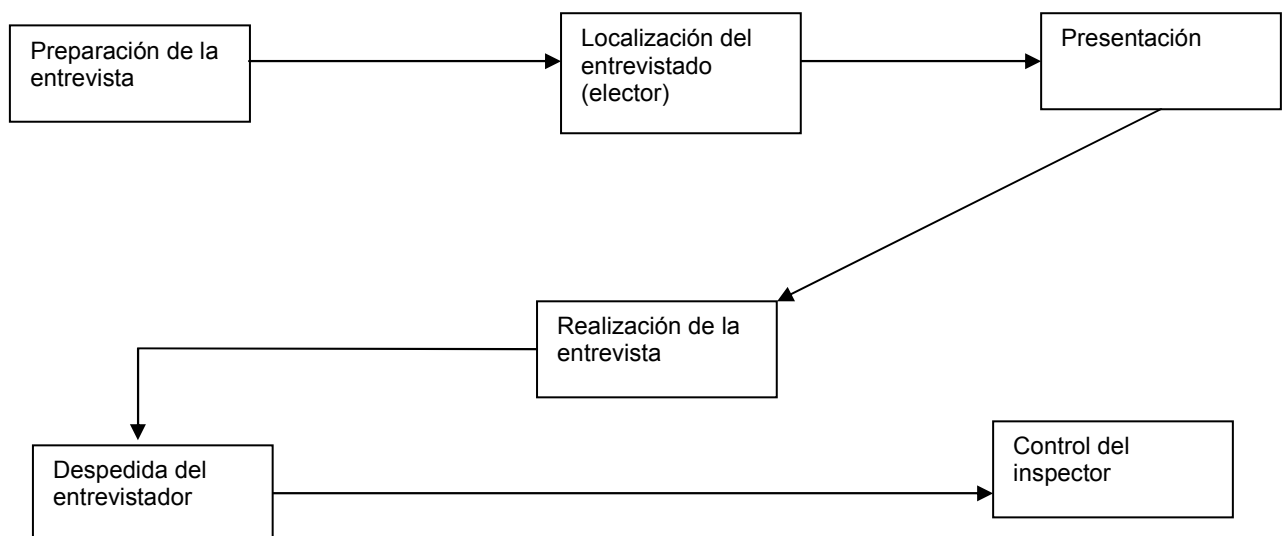 Preparación de la
entrevista
Localización del
entrevistado
(elector)
Presentación
Realización de la
entrevista
Despedida del
entrevistador
Control del
inspector